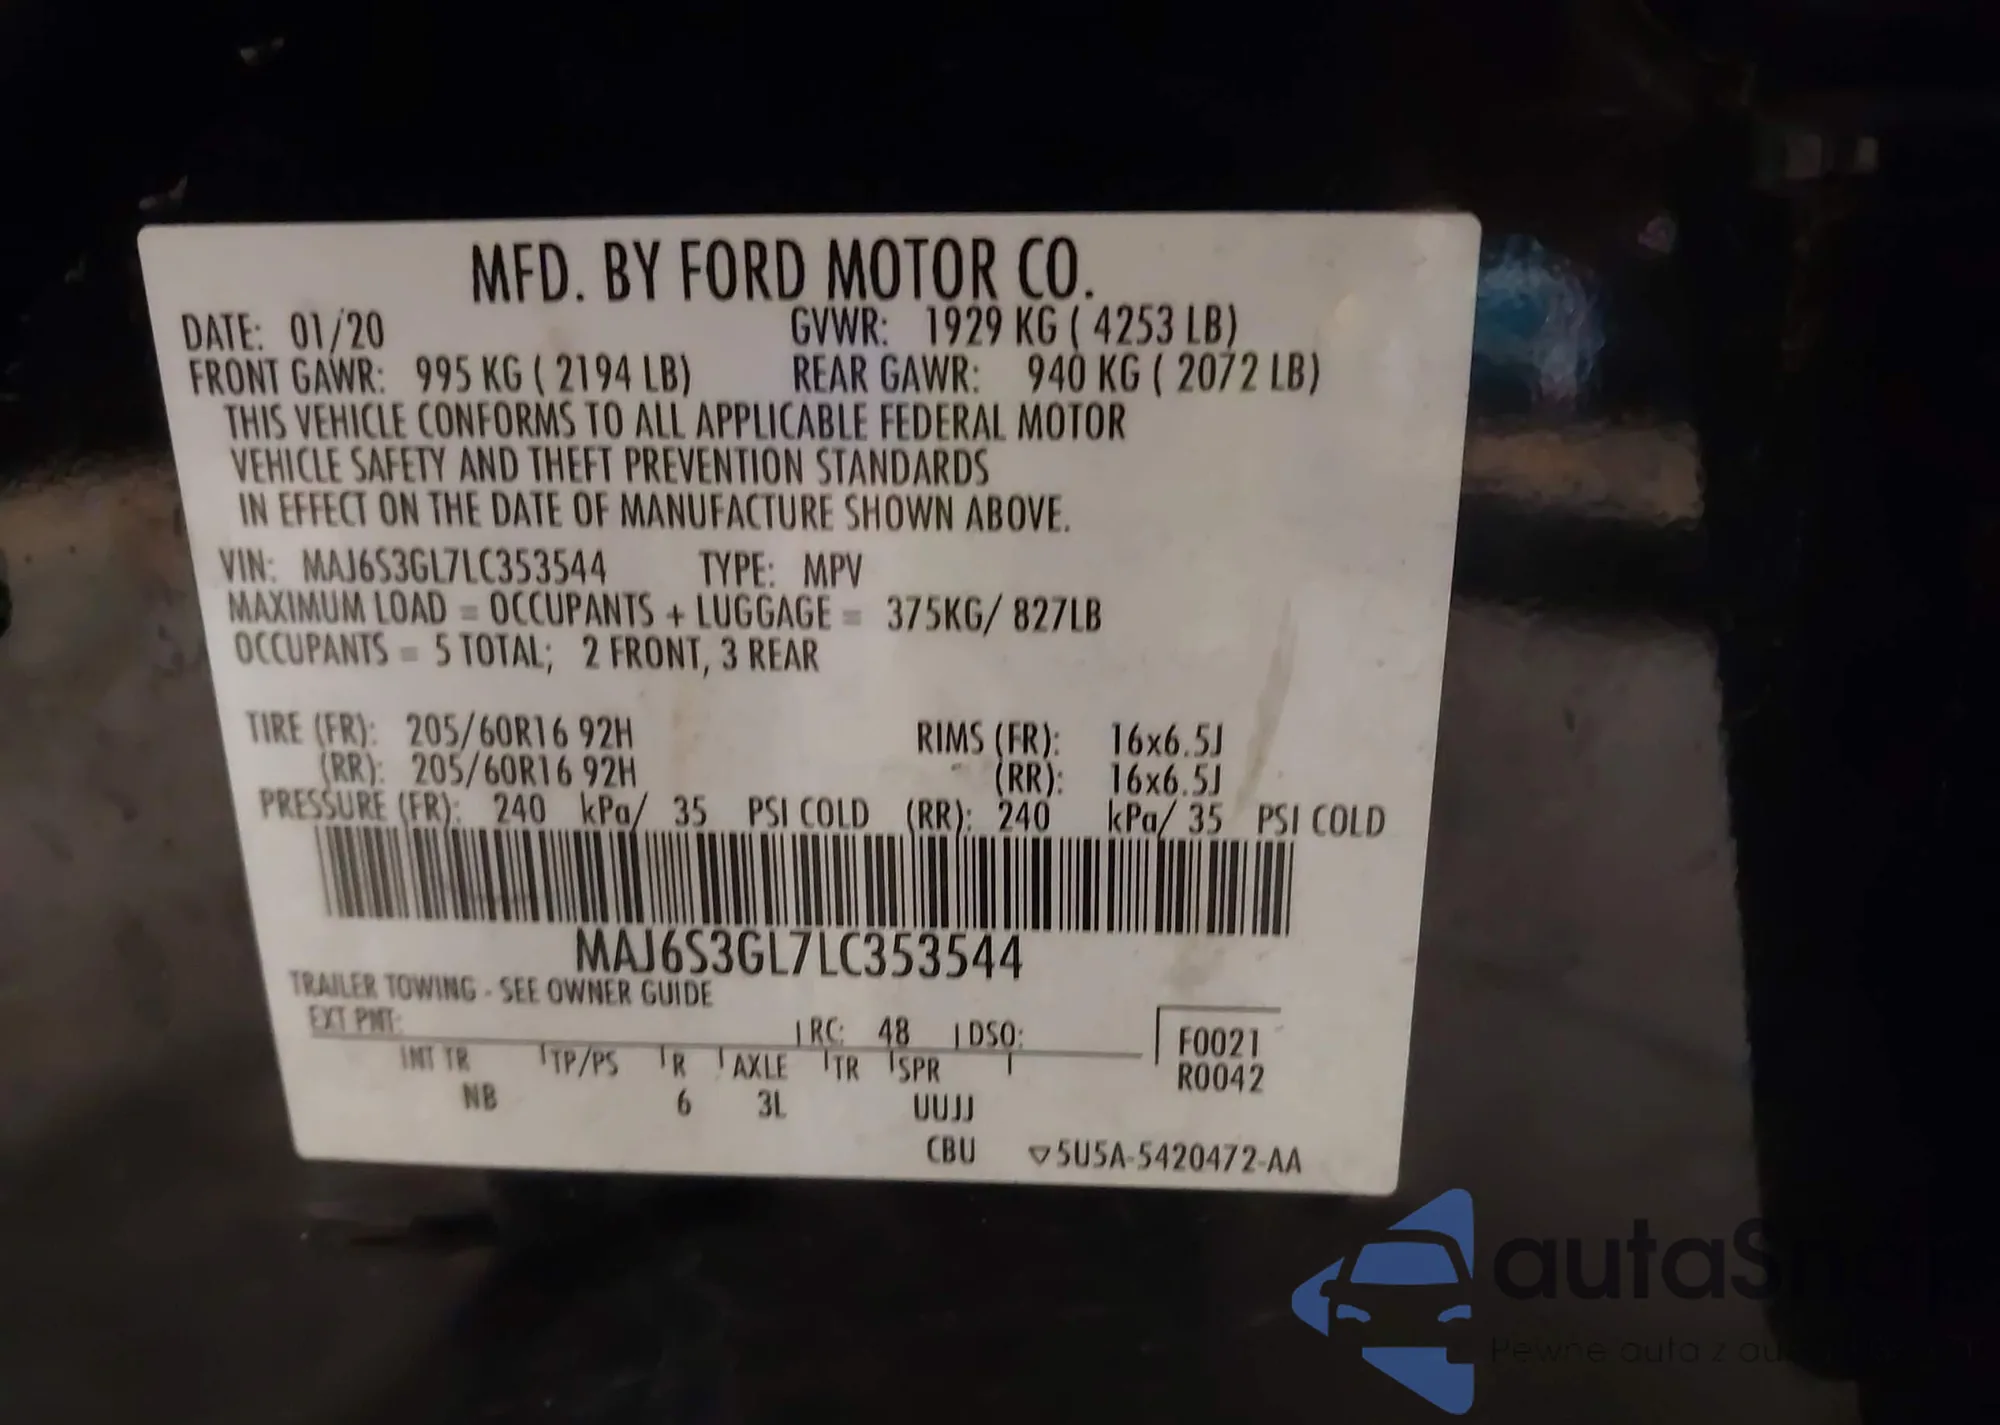 MFD. BY FORD MOTOR CO.
DATE: 01/20 GVWR: 1929 KG ( 4253 LB)
FRONT GAWR: 995 KG ( 2194 LB) REAR GAWR: 940 KG ( 2072 LB)
THIS VEHICLE CONFORMS TO ALL APPLICABLE FEDERAL MOTOR
VEHICLE SAFETY AND THEFT PREVENTION STANDARDS
IN EFFECT ON THE DATE OF MANUFACTURE SHOWN ABOVE.
VIN: MAJ6S3GL7LC353544 TYPE: MPV
MAXIMUM LOAD = OCCUPANTS + LUGGAGE = 375KG/ 827LB
OCCUPANTS = 5 TOTAL; 2 FRONT, 3 REAR
TIRE (FR): 205/60R16 92H RIMS (FR): 16x6.5J
(RR): 205/60R16 92H (RR): 16x6.5J
PRESSURE (FR): 240 kPa/ 35 PSI COLD (RR): 240 kPa/ 35 PSI COLD
MAJ6S3GL7LC353544
TRAILER TOWING - SEE OWNER GUIDE
EXT PNT: RC: 48 DSO: F0021
INT TR TP/PS R AXLE TR SPR R0042
NB 6 3L UUJJ
CBU 5U5A-5420472-AA
Pewne auta z